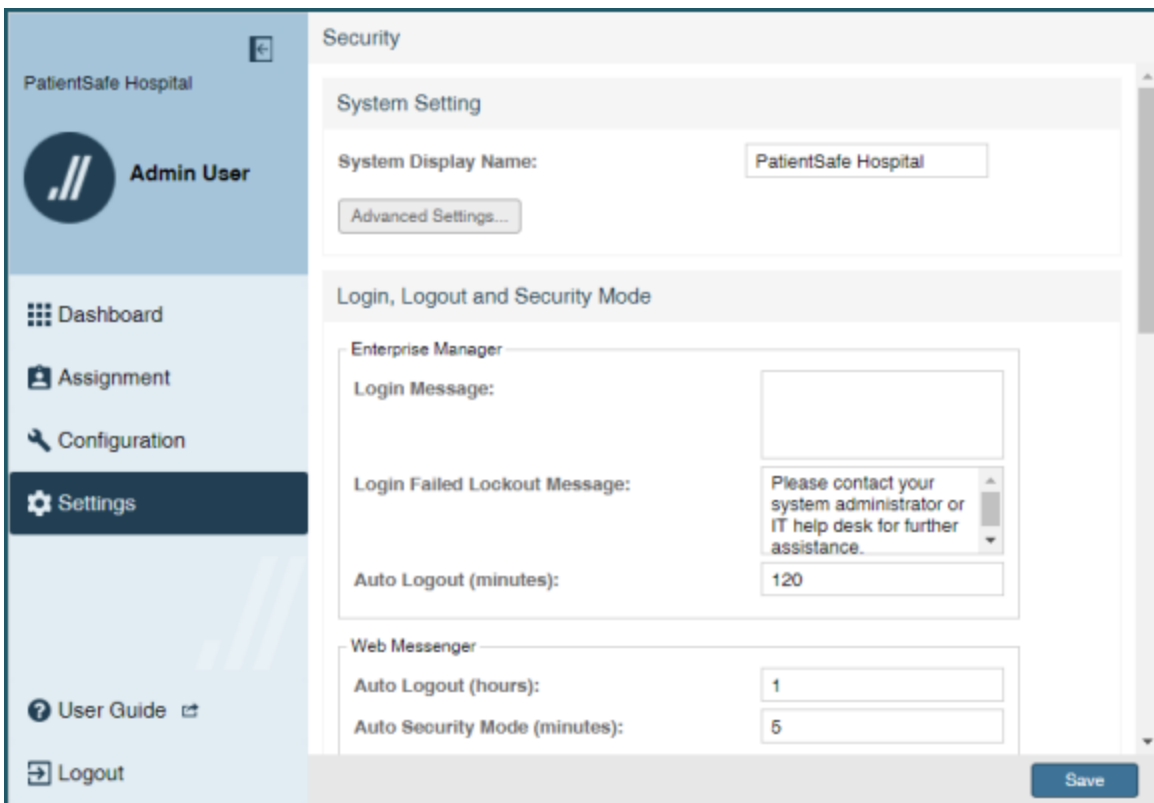 PatientSafe Hospital
Admin User
Dashboard
Assignment
Configuration
Settings
User Guide
Logout
Security
System Setting
System Display Name:
PatientSafe Hospital
Advanced Settings...
Login, Logout and Security Mode
Enterprise Manager
Login Message:
Login Failed Lockout Message:
Please contact your
system administrator or
IT help desk for further
assistance.
Auto Logout (minutes):
120
Web Messenger
Auto Logout (hours):
1
Auto Security Mode (minutes):
5
Save